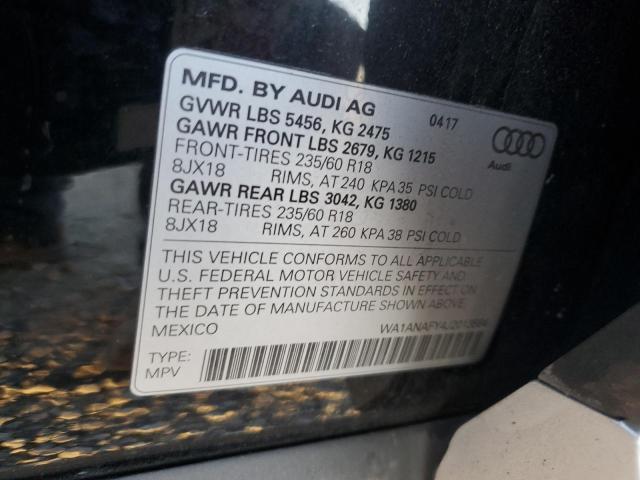 MFD. BY AUDI AG 0417
GVWR LBS 5456, KG 2475
GAWR FRONT LBS 2679, KG 1215
FRONT-TIRES 235/60 R18
8JX18 RIMS, AT 240 KPA 35 PSI COLD
GAWR REAR LBS 3042, KG 1380
REAR-TIRES 235/60 R18
8JX18 RIMS, AT 260 KPA 38 PSI COLD
Audi
THIS VEHICLE CONFORMS TO ALL APPLICABLE
U.S. FEDERAL MOTOR VEHICLE SAFETY AND
THEFT PREVENTION STANDARDS IN EFFECT ON
THE DATE OF MANUFACTURE SHOWN ABOVE.
MEXICO
TYPE:
MPV